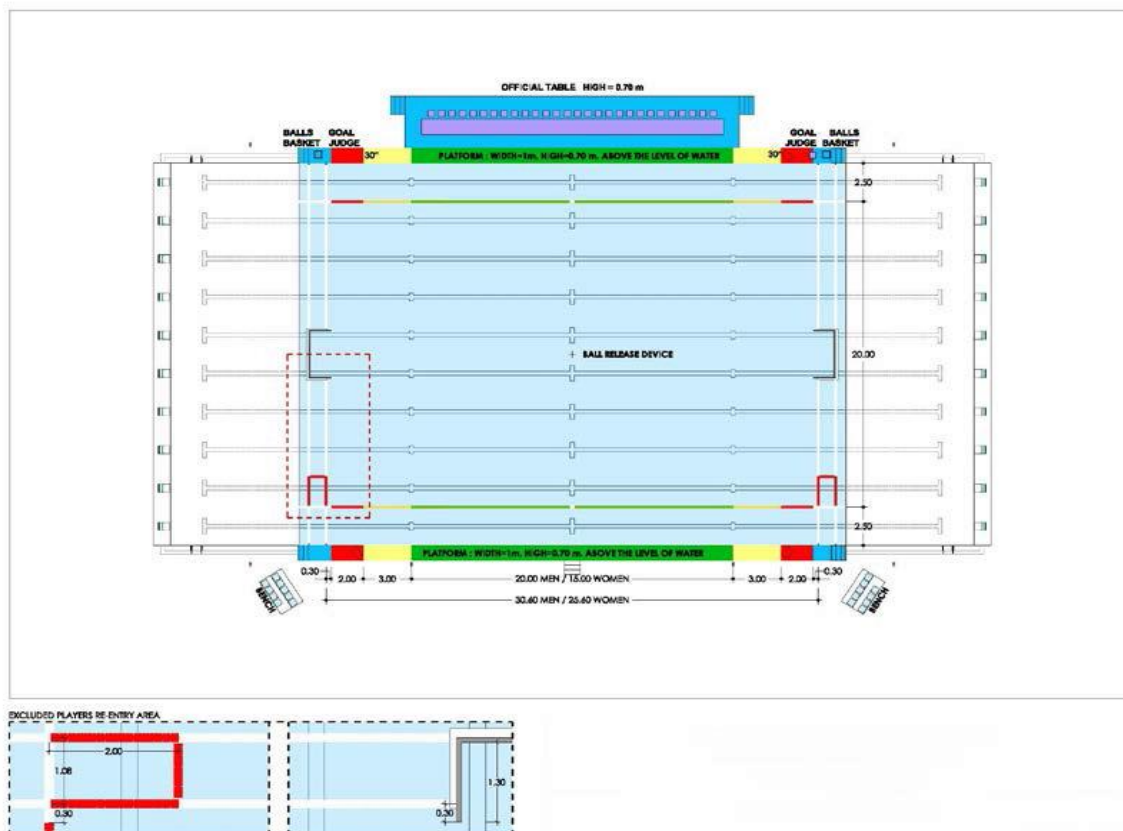 OFFICIAL TABLE HIGH = 0.70 m
BALLS BASKET
GOAL JUDGE
GOAL JUDGE
BALLS BASKET
30"
PLATFORM : WIDTH=1m. HIGH=0.70 m. ABOVE THE LEVEL OF WATER
30"
2.50
BALL RELEASE DEVICE
20.00
2.50
PLATFORM : WIDTH=1m. HIGH=0.70 m. ABOVE THE LEVEL OF WATER
0.30
0.30
2.00
3.00
20.00 MEN / 15.00 WOMEN
3.00
2.00
BENCH
30.60 MEN / 25.60 WOMEN
BENCH
EXCLUDED PLAYERS RE-ENTRY AREA
2.00
1.08
1.30
0.30
0.30